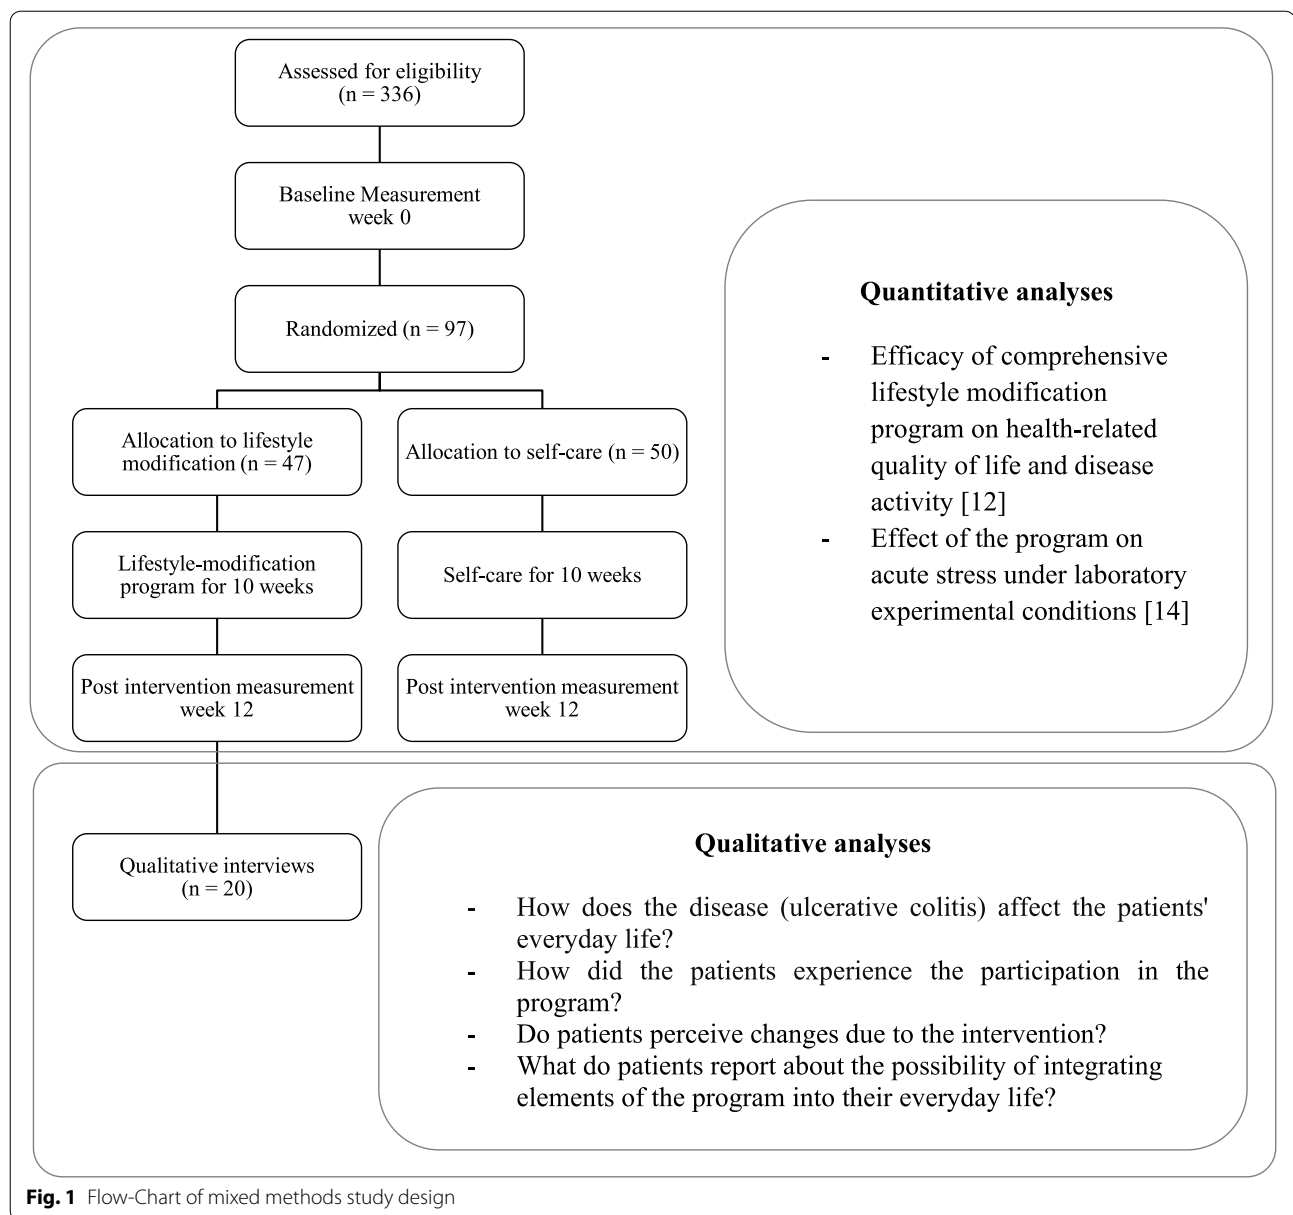 Assessed for eligibility
(n = 336)
Baseline Measurement
week 0
Randomized (n = 97)
Allocation to lifestyle
modification (n = 47)
Allocation to self-care (n = 50)
Lifestyle-modification
program for 10 weeks
Self-care for 10 weeks
Post intervention measurement
week 12
Post intervention measurement
week 12
Quantitative analyses
- Efficacy of comprehensive
lifestyle modification
program on health-related
quality of life and disease
activity [12]
- Effect of the program on
acute stress under laboratory
experimental conditions [14]
Qualitative interviews
(n = 20)
Qualitative analyses
- How does the disease (ulcerative colitis) affect the patients'
everyday life?
- How did the patients experience the participation in the
program?
- Do patients perceive changes due to the intervention?
- What do patients report about the possibility of integrating
elements of the program into their everyday life?
Fig. 1 Flow-Chart of mixed methods study design